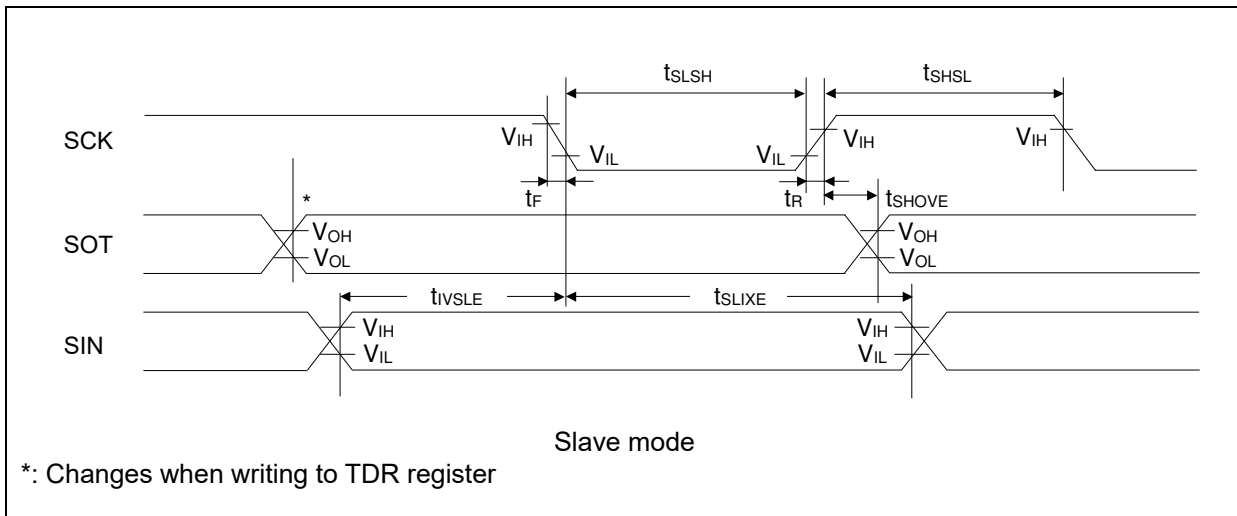 tSLSH tSHSL
SCK VIH VIL VIL VIH VIH
tF tR tSHOVE
*
SOT VOH VOH
VOL VOL
tIVSLE tSLIXE
SIN VIH VIH
VIL VIL
Slave mode
*: Changes when writing to TDR register